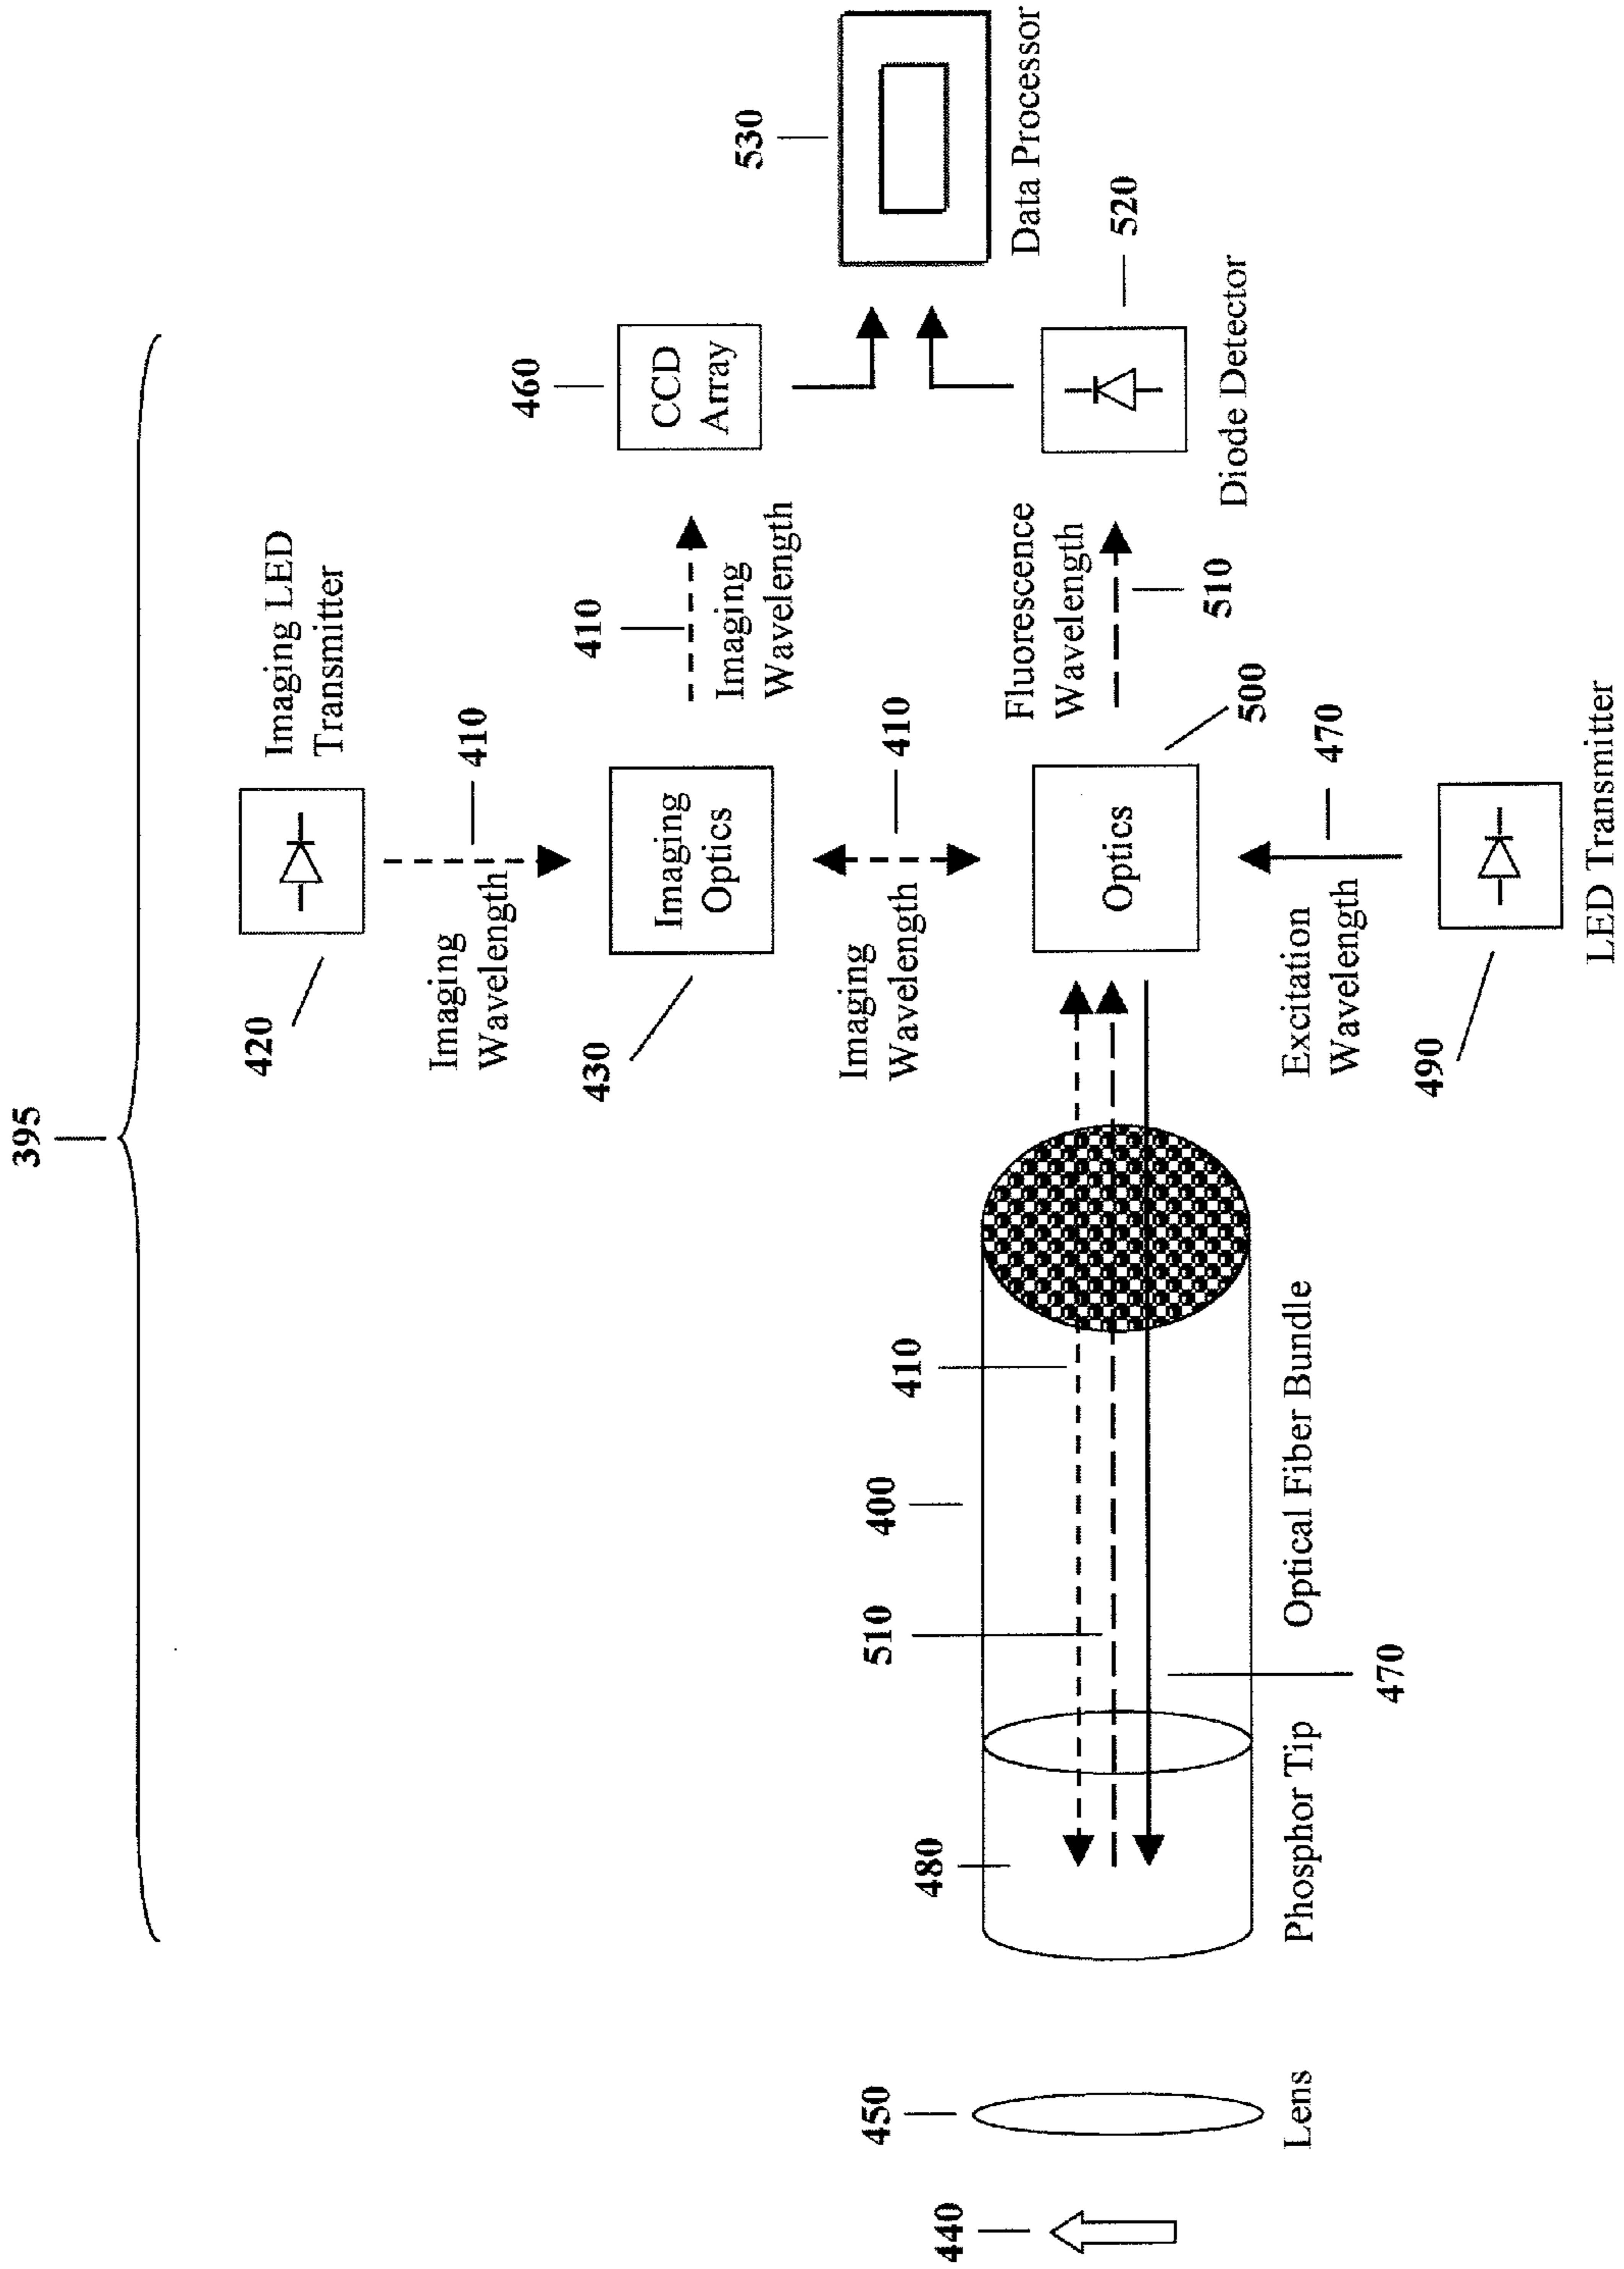 395
Imaging LED
Transmitter
420
Imaging
Wavelength
410
460
CCD
Array
410
Imaging
Wavelength
430
Imaging
Optics
530
Data Processor
Imaging
Wavelength
410
440
450
Lens
480
Phosphor Tip
510
400
410
470
Optical Fiber Bundle
Optics
500
Fluorescence
Wavelength
510
520
Diode Detector
Excitation
Wavelength
470
490
LED Transmitter